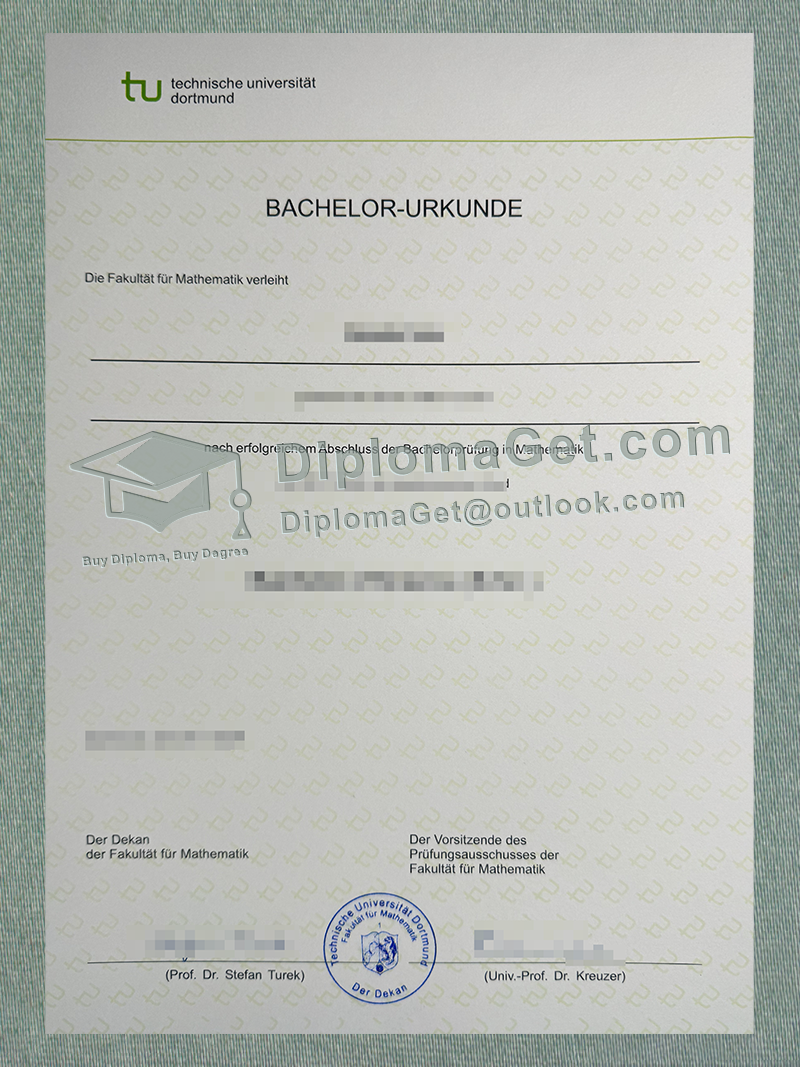 tu technische universität
dortmund
BACHELOR-URKUNDE
Die Fakultät für Mathematik verleiht
nach erfolgreichem Abschluss der Bachelorprüfung in Mathematik
DiplomaGet.com
DiplomaGet@outlook.com
Buy Diploma, Buy Degree
Der Dekan
der Fakultät für Mathematik
Der Vorsitzende des
Prüfungsausschusses der
Fakultät für Mathematik
Technische Universität Dortmund
Fakultät für Mathematik
1
Der Dekan
(Prof. Dr. Stefan Turek)
(Univ.-Prof. Dr. Kreuzer)